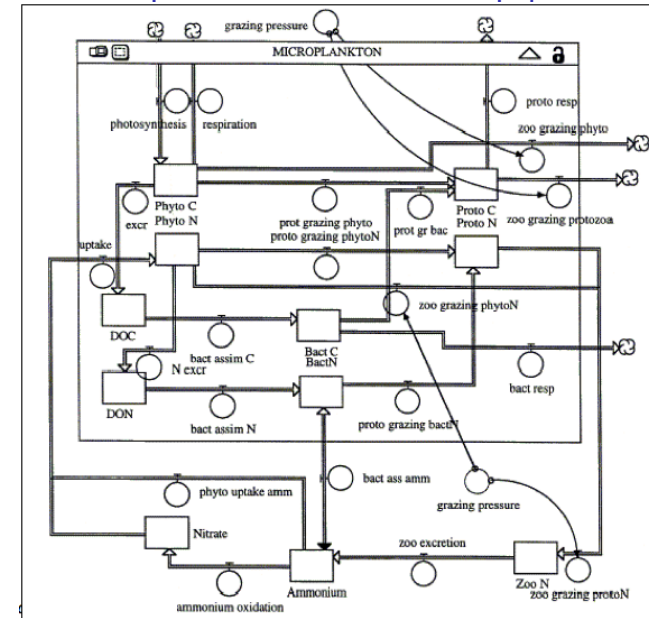 grazing pressure
MICROPLANKTON
a
photosynthesis
respiration
proto resp
zoo grazing phyto
Phyto C
Phyto N
excr
prot grazing phyto
proto grazing phytoN
prot gr bac
Proto C
Proto N
zoo grazing protozoa
uptake
zoo grazing phytoN
DOC
bact assim C
Bact C
BactN
N excr
bact resp
DON
bact assim N
proto grazing bactN
phyto uptake amm
bact ass amm
grazing pressure
Nitrate
zoo excretion
Ammonium
ammonium oxidation
Zoo N
zoo grazing protoN